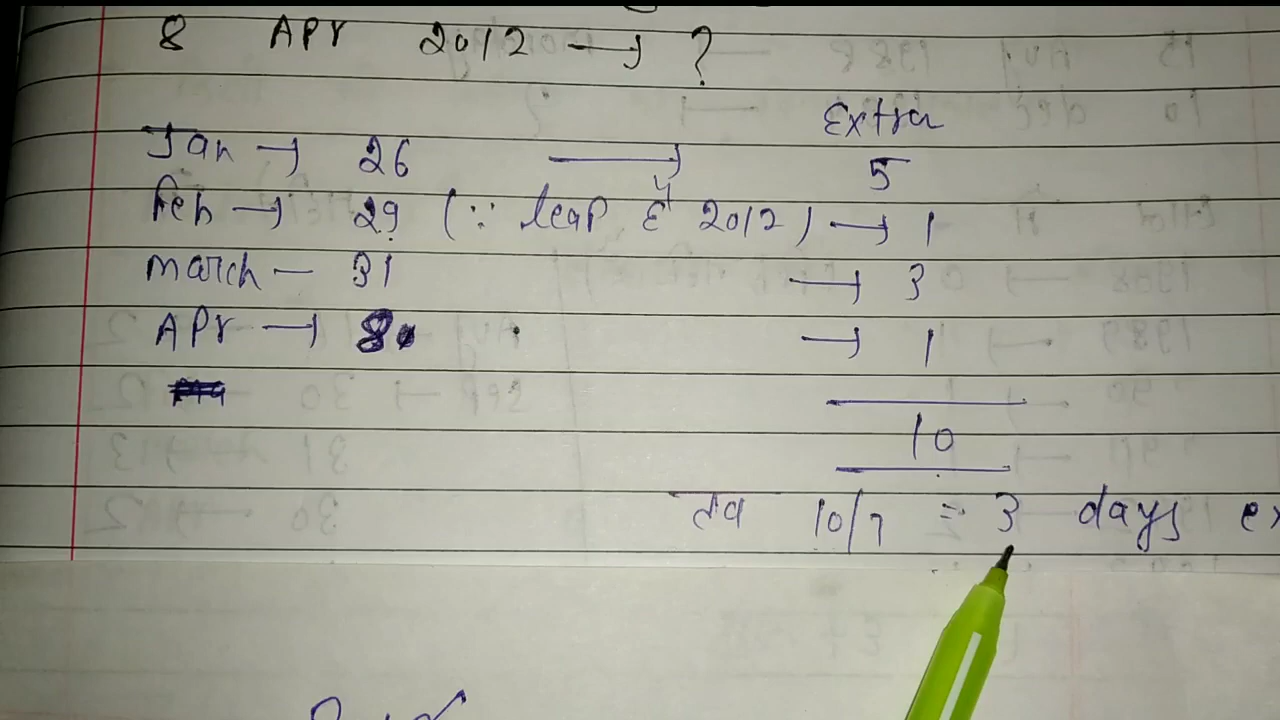 8 APr 2012 → ?
Extra
Jan → 26 → 5
Feb → 29 (∵ leap है 2012) → 1
march — 31 → 3
APr → 8 → 1
10
तब 10/7 = 3 days ex